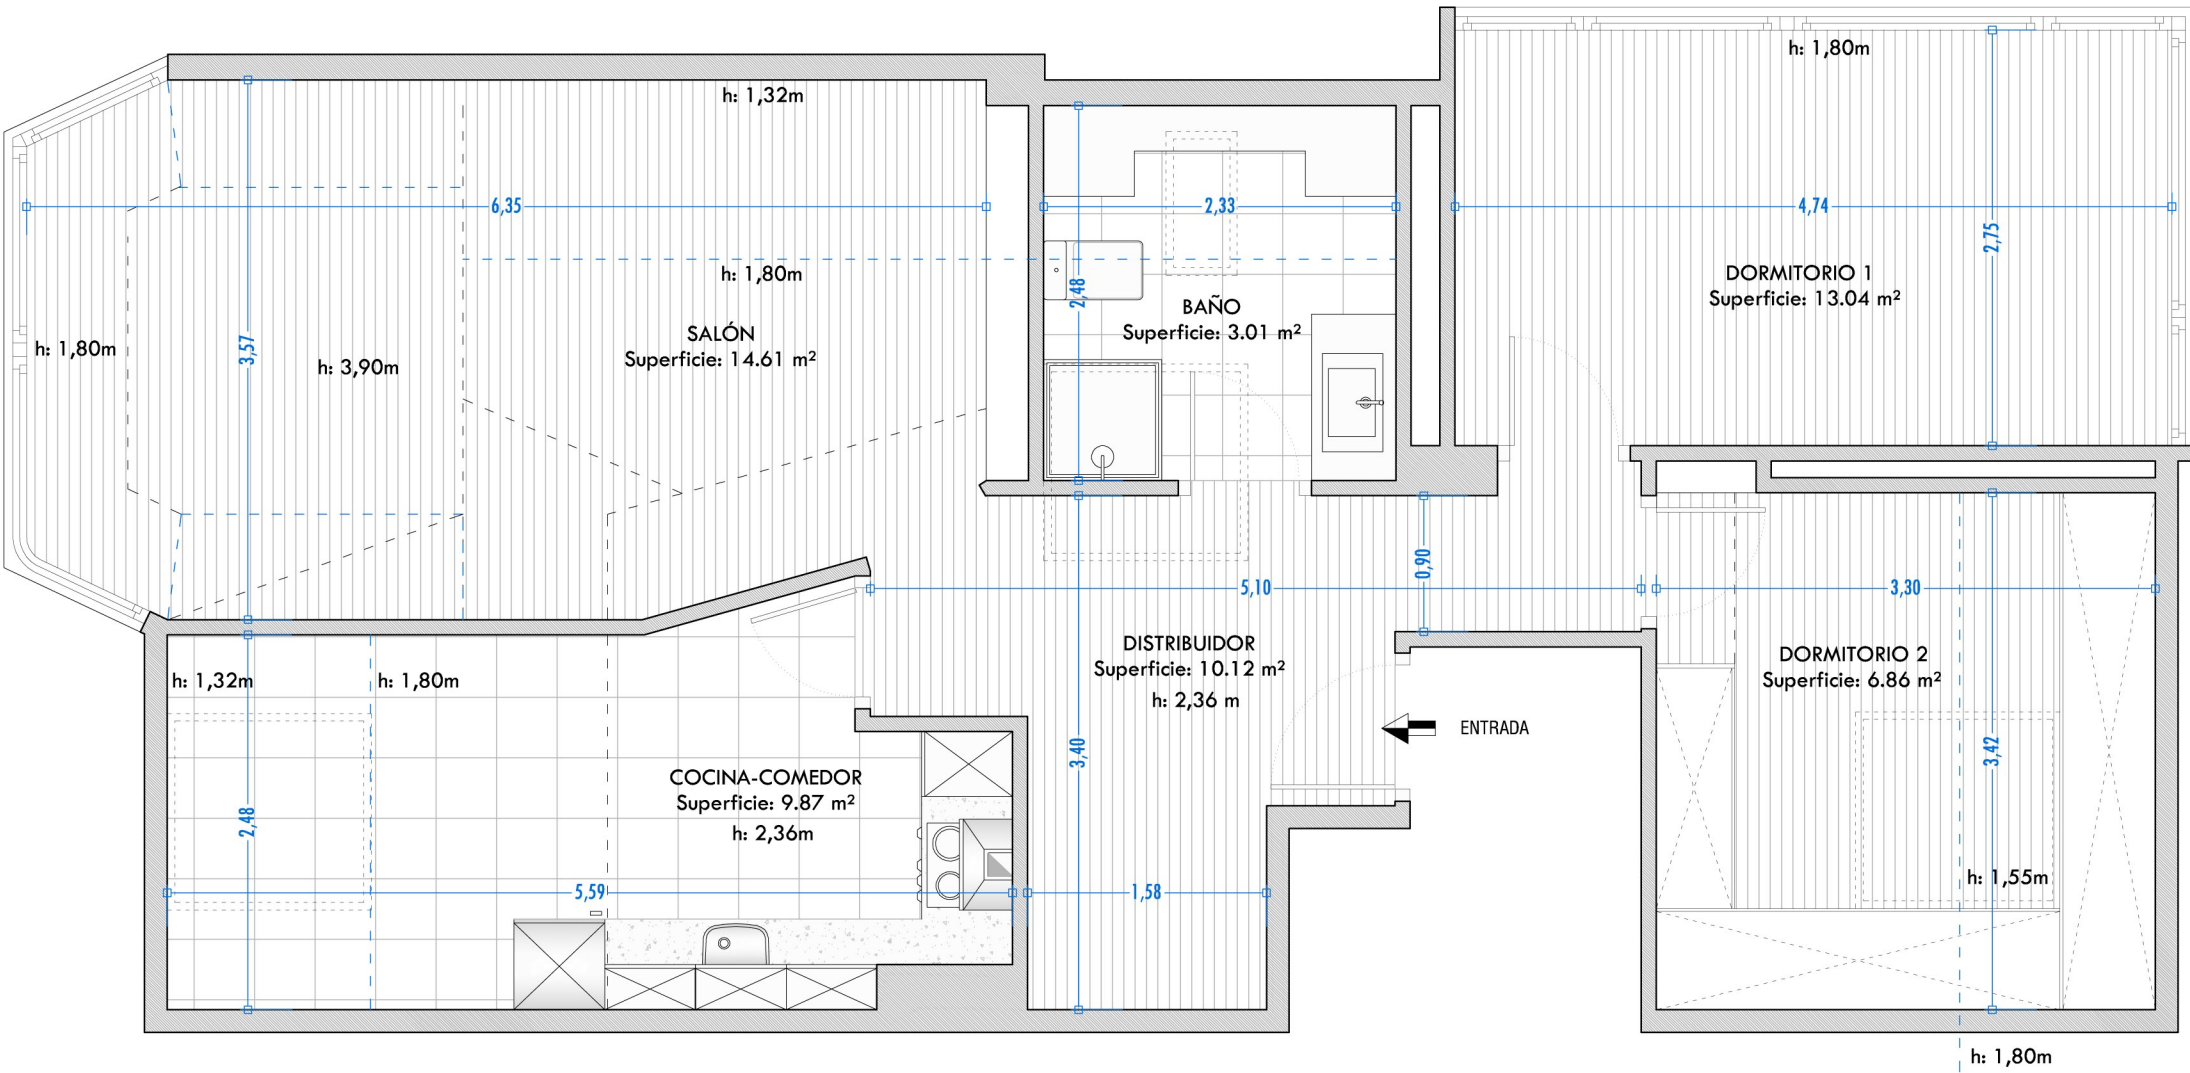 h: 1,80m
h: 1,32m
6,35
2,33
4,74
2,75
h: 1,80m
2,48
DORMITORIO 1
Superficie: 13.04 m²
BAÑO
Superficie: 3.01 m²
SALÓN
Superficie: 14.61 m²
h: 1,80m
3,57
h: 3,90m
0,90
5,10
3,30
DISTRIBUIDOR
Superficie: 10.12 m²
h: 2,36 m
DORMITORIO 2
Superficie: 6.86 m²
h: 1,32m
h: 1,80m
ENTRADA
3,40
3,42
COCINA-COMEDOR
Superficie: 9.87 m²
h: 2,36m
2,48
h: 1,55m
5,59
1,58
h: 1,80m